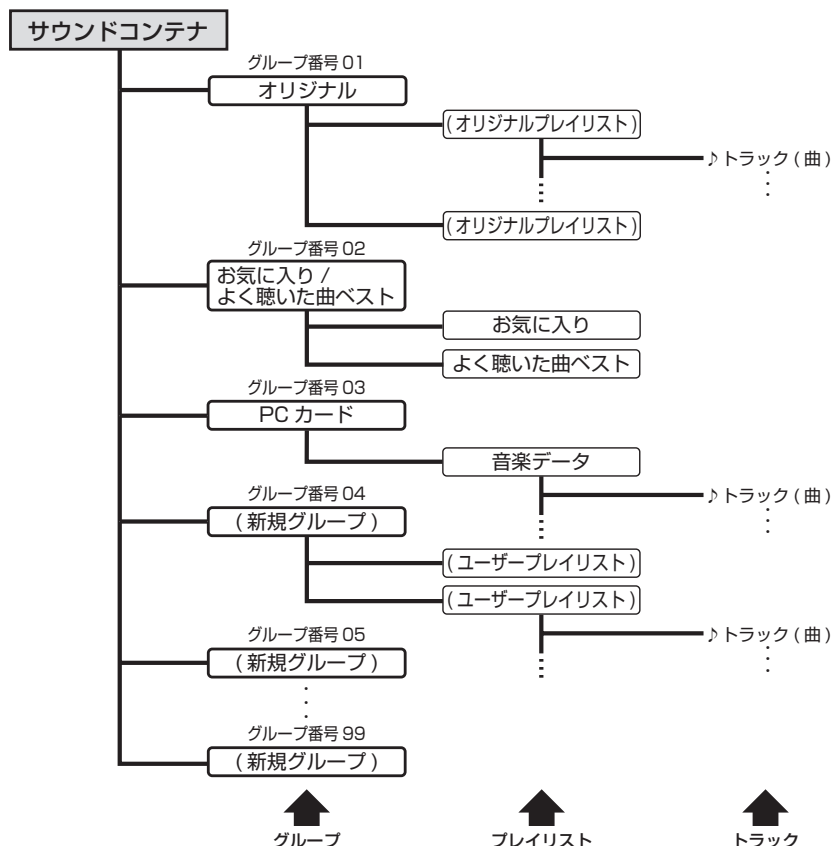 サウンドコンテナ
グループ番号 01
オリジナル
(オリジナルプレイリスト)
♪トラック ( 曲 )
(オリジナルプレイリスト)
グループ番号 02
お気に入り /
よく聴いた曲ベスト
お気に入り
よく聴いた曲ベスト
グループ番号 03
PC カード
音楽データ
♪トラック ( 曲 )
グループ番号 04
( 新規グループ )
( ユーザープレイリスト )
( ユーザープレイリスト )
♪トラック ( 曲 )
グループ番号 05
( 新規グループ )
グループ番号 99
( 新規グループ )
グループ
プレイリスト
トラック